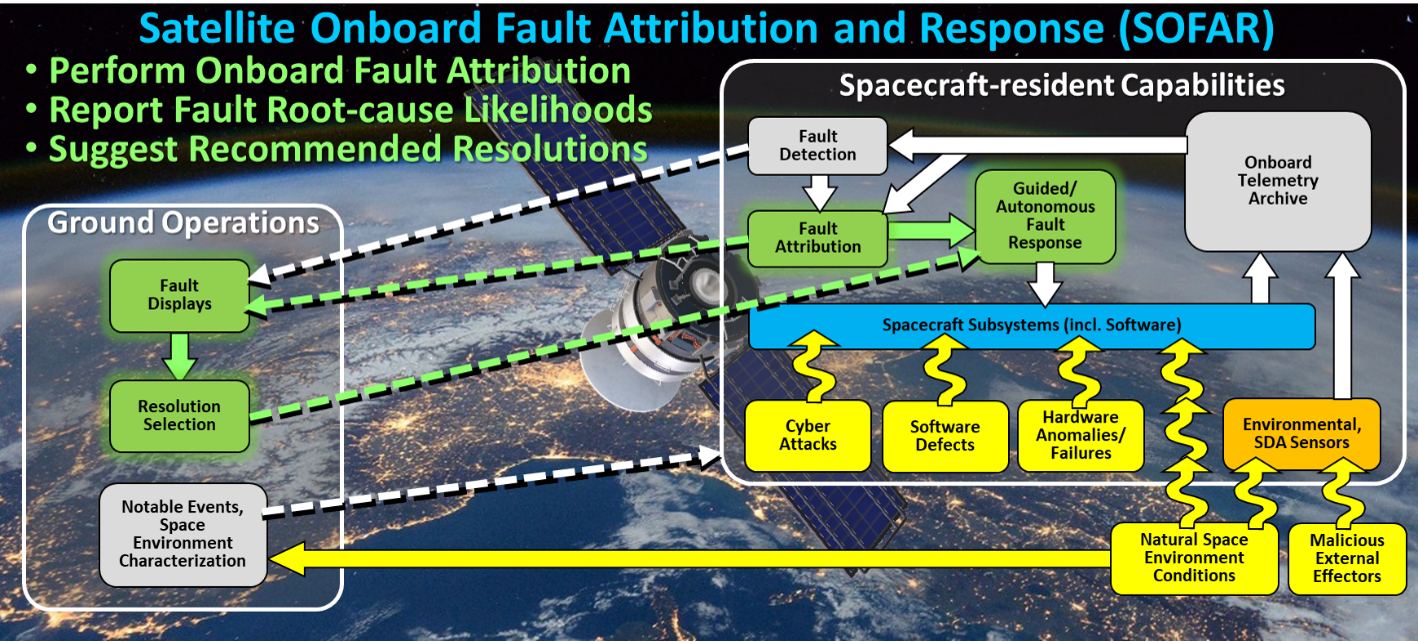 Satellite Onboard Fault Attribution and Response (SOFAR)
• Perform Onboard Fault Attribution
• Report Fault Root-cause Likelihoods
• Suggest Recommended Resolutions
Ground Operations
Fault
Displays
Resolution
Selection
Notable Events,
Space
Environment
Characterization
Spacecraft-resident Capabilities
Fault
Detection
Fault
Attribution
Guided/
Autonomous
Fault
Response
Onboard
Telemetry
Archive
Spacecraft Subsystems (incl. Software)
Cyber
Attacks
Software
Defects
Hardware
Anomalies/
Failures
Environmental,
SDA Sensors
Natural Space
Environment
Conditions
Malicious
External
Effectors